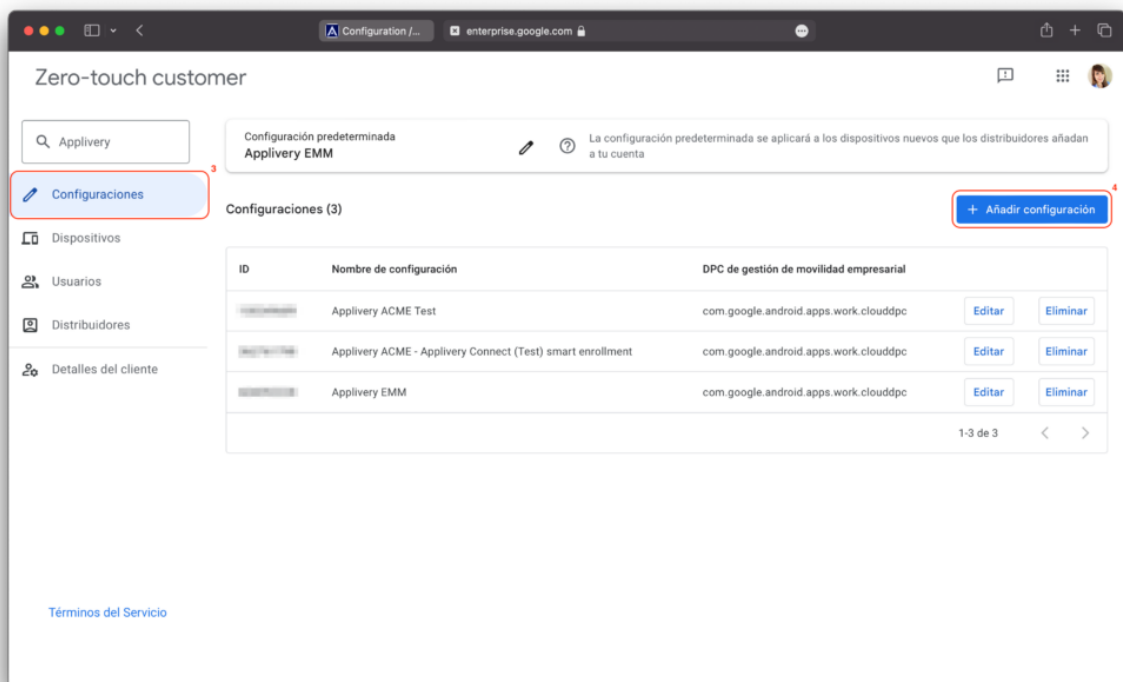 Configuration /...
enterprise.google.com
Zero-touch customer
Applivery
Configuraciones
3
Dispositivos
Usuarios
Distribuidores
Detalles del cliente
Términos del Servicio
Configuración predeterminada
Applivery EMM
La configuración predeterminada se aplicará a los dispositivos nuevos que los distribuidores añadan
a tu cuenta
Configuraciones (3)
+ Añadir configuración
4
ID Nombre de configuración DPC de gestión de movilidad empresarial
Applivery ACME Test com.google.android.apps.work.clouddpc Editar Eliminar
Applivery ACME - Applivery Connect (Test) smart enrollment com.google.android.apps.work.clouddpc Editar Eliminar
Applivery EMM com.google.android.apps.work.clouddpc Editar Eliminar
1-3 de 3